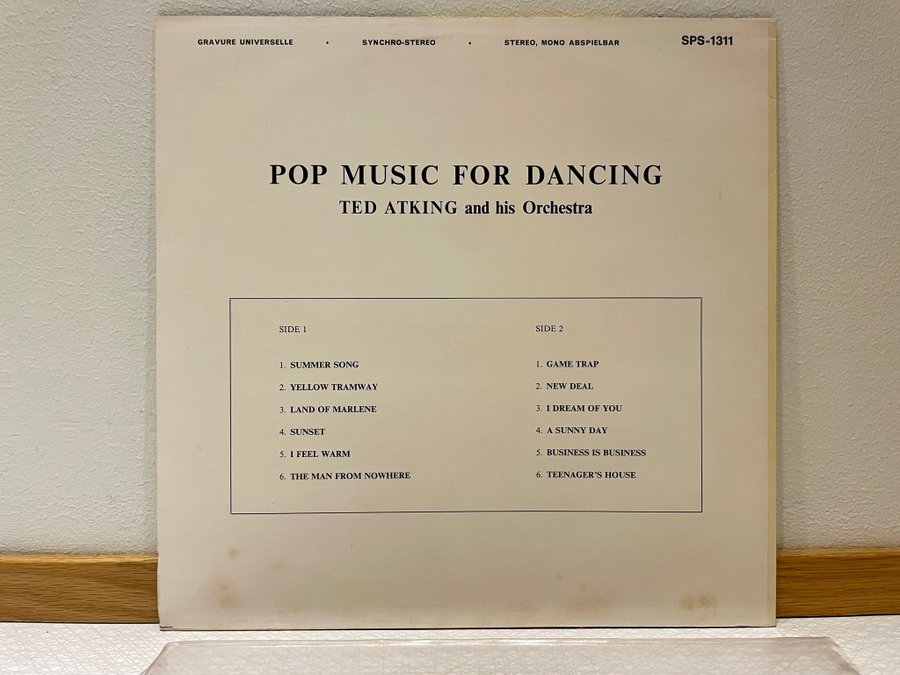 GRAVURE UNIVERSELLE • SYNCHRO-STEREO • STEREO, MONO ABSPIELBAR SPS-1311
POP MUSIC FOR DANCING
TED ATKING and his Orchestra
SIDE 1
1. SUMMER SONG
2. YELLOW TRAMWAY
3. LAND OF MARLENE
4. SUNSET
5. I FEEL WARM
6. THE MAN FROM NOWHERE
SIDE 2
1. GAME TRAP
2. NEW DEAL
3. I DREAM OF YOU
4. A SUNNY DAY
5. BUSINESS IS BUSINESS
6. TEENAGER'S HOUSE